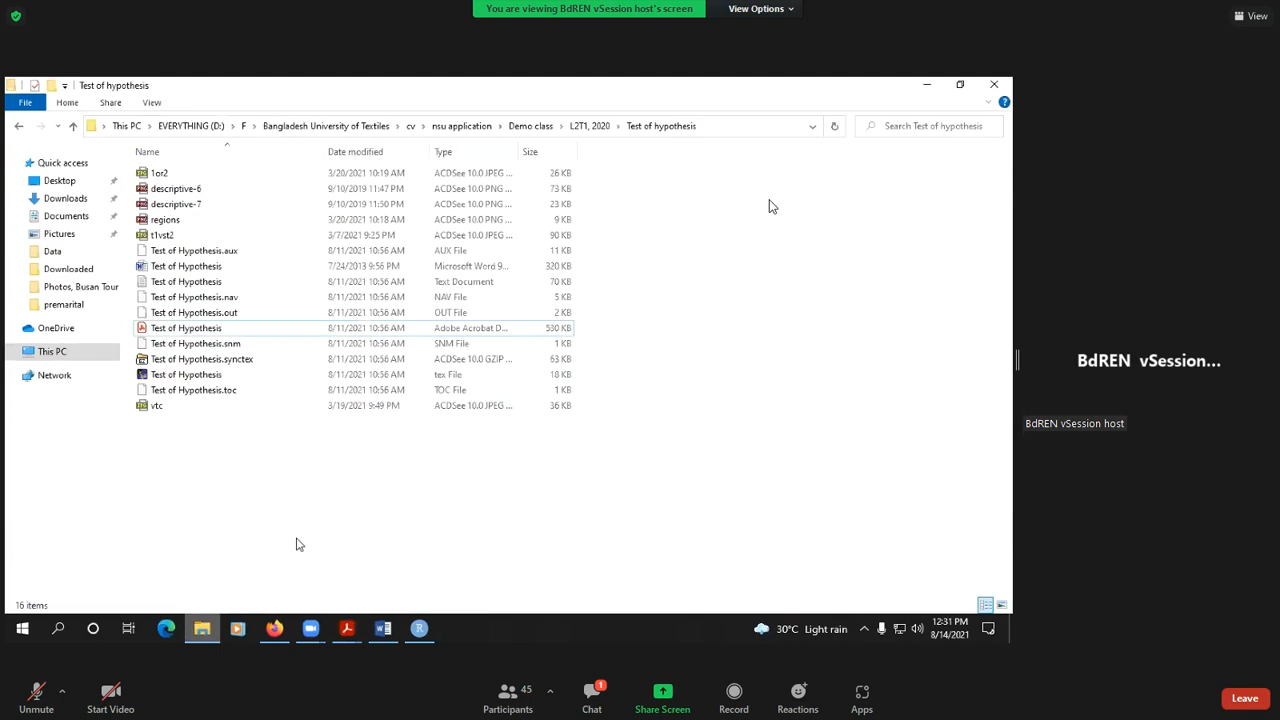 You are viewing BdREN vSession host's screen
View Options
View
Test of hypothesis
File Home Share View
This PC EVERYTHING (D:) F Bangladesh University of Textiles cv nsu application Demo class L2T1, 2020 Test of hypothesis
Search Test of hypothesis
Name Date modified Type Size
Quick access
Desktop
Downloads
Documents
Pictures
Data
Downloaded
Photos, Busan Tour
premarital
OneDrive
This PC
Network
1or2 3/20/2021 10:19 AM ACDSee 10.0 JPEG ... 26 KB
descriptive-6 9/10/2019 11:47 PM ACDSee 10.0 PNG ... 73 KB
descriptive-7 9/10/2019 11:50 PM ACDSee 10.0 PNG ... 23 KB
regions 3/20/2021 10:18 AM ACDSee 10.0 PNG ... 9 KB
t1vst2 3/7/2021 9:25 PM ACDSee 10.0 JPEG ... 90 KB
Test of Hypothesis.aux 8/11/2021 10:56 AM AUX File 11 KB
Test of Hypothesis 7/24/2013 9:56 PM Microsoft Word 9... 320 KB
Test of Hypothesis 8/11/2021 10:56 AM Text Document 70 KB
Test of Hypothesis.nav 8/11/2021 10:56 AM NAV File 5 KB
Test of Hypothesis.out 8/11/2021 10:56 AM OUT File 2 KB
Test of Hypothesis 8/11/2021 10:56 AM Adobe Acrobat D... 530 KB
Test of Hypothesis.snm 8/11/2021 10:56 AM SNM File 1 KB
Test of Hypothesis.synctex 8/11/2021 10:56 AM ACDSee 10.0 GZIP ... 63 KB
Test of Hypothesis 8/11/2021 10:56 AM tex File 18 KB
Test of Hypothesis.toc 8/11/2021 10:56 AM TOC File 1 KB
vtc 3/19/2021 9:49 PM ACDSee 10.0 JPEG ... 36 KB
BdREN vSession...
BdREN vSession host
16 items
30°C Light rain
12:31 PM
8/14/2021
45
1
Unmute Start Video Participants Chat Share Screen Record Reactions Apps Leave